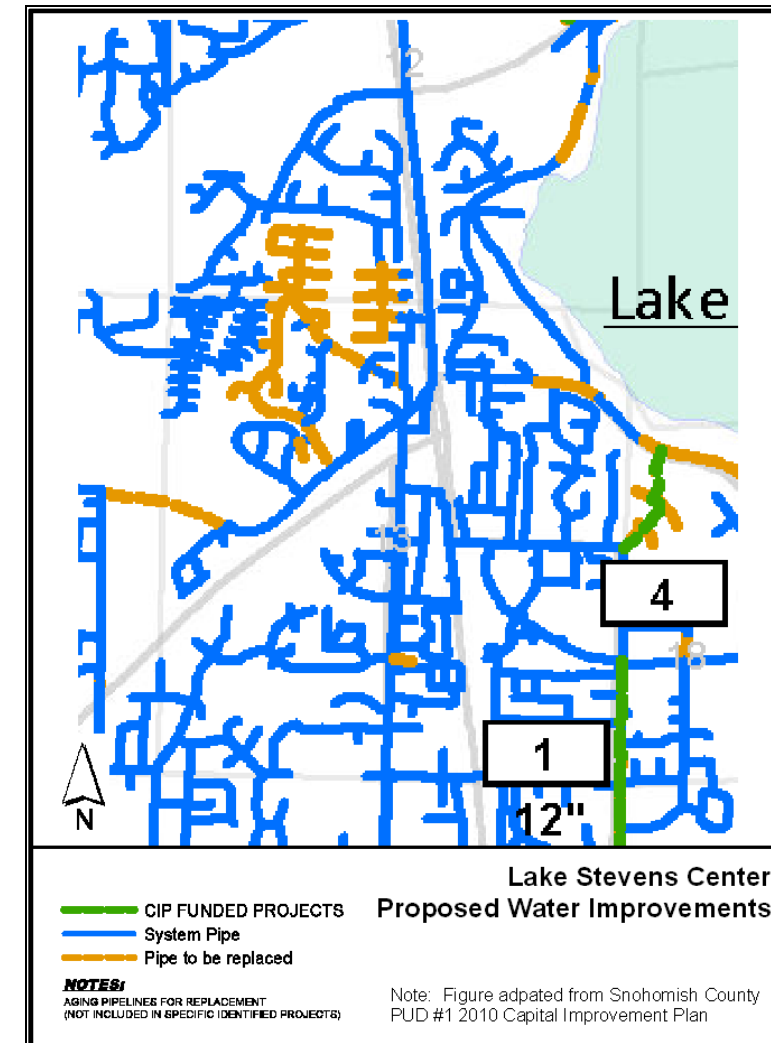 12
Lake
13
4
18
1
12"
N
Lake Stevens Center
Proposed Water Improvements
CIP FUNDED PROJECTS
System Pipe
Pipe to be replaced
NOTES:
AGING PIPELINES FOR REPLACEMENT
(NOT INCLUDED IN SPECIFIC IDENTIFIED PROJECTS)
Note: Figure adpated from Snohomish County
PUD #1 2010 Capital Improvement Plan